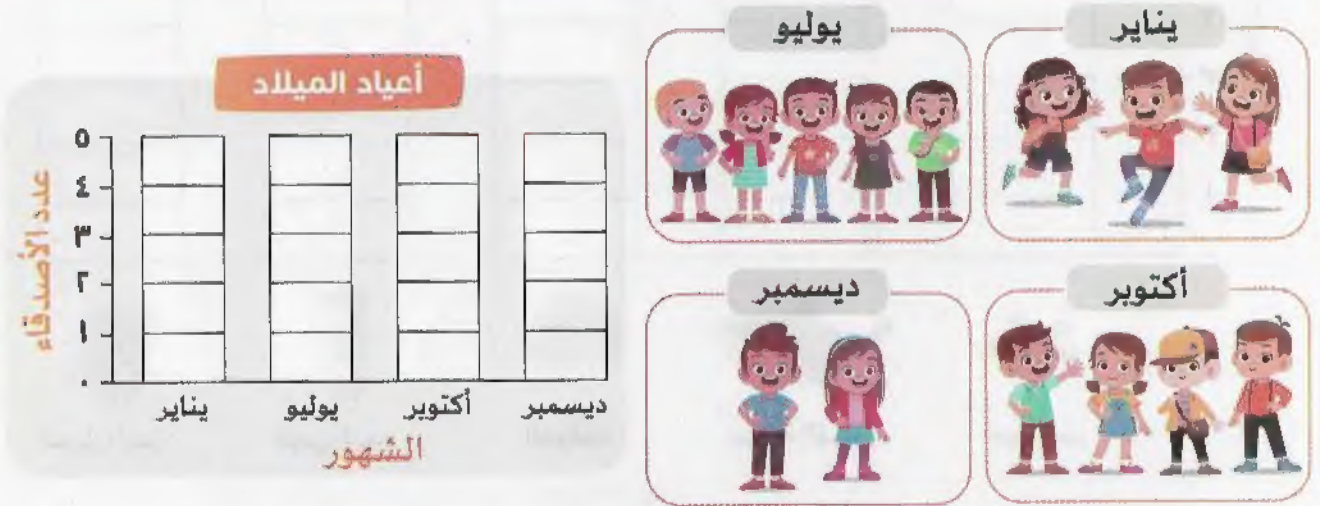 يناير
يوليو
أكتوبر
ديسمبر
أعياد الميلاد
عدد الأصدقاء
٥
٤
٣
٢
١
٠
يناير يوليو أكتوبر ديسمبر
الشهور